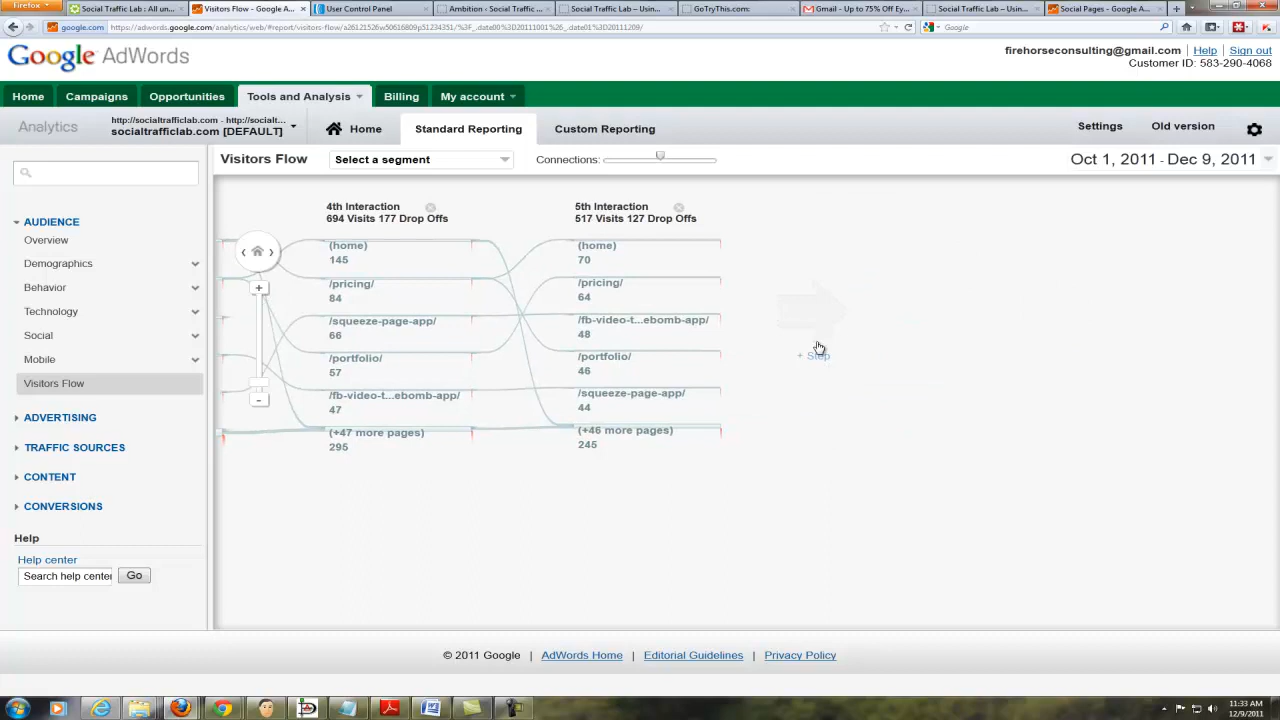 Firefox
Social Traffic Lab : All un...
Visitors Flow - Google A...
User Control Panel
Ambition ‹ Social Traffic ...
Social Traffic Lab – Usin...
GoTryThis.com:
Gmail - Up to 75% Off Ey...
Social Traffic Lab – Usin...
Social Pages - Google A...
google.com
Google
Google AdWords
firehorseconsulting@gmail.com | Help | Sign out
Customer ID: 583-290-4068
Home
Campaigns
Opportunities
Tools and Analysis
Billing
My account
Analytics
http://socialtrafficlab.com - http://socialt...
socialtrafficlab.com [DEFAULT]
Home
Standard Reporting
Custom Reporting
Settings
Old version
Visitors Flow
Select a segment
Connections:
Oct 1, 2011 - Dec 9, 2011
AUDIENCE
Overview
Demographics
Behavior
Technology
Social
Mobile
Visitors Flow
ADVERTISING
TRAFFIC SOURCES
CONTENT
CONVERSIONS
Help
Help center
Search help center
Go
4th Interaction
694 Visits 177 Drop Offs
(home)
145
/pricing/
84
/squeeze-page-app/
66
/portfolio/
57
/fb-video-t...ebomb-app/
47
(+47 more pages)
295
5th Interaction
517 Visits 127 Drop Offs
(home)
70
/pricing/
64
/fb-video-t...ebomb-app/
48
/portfolio/
46
/squeeze-page-app/
44
(+46 more pages)
245
+ Step
© 2011 Google | AdWords Home | Editorial Guidelines | Privacy Policy
11:33 AM
12/9/2011